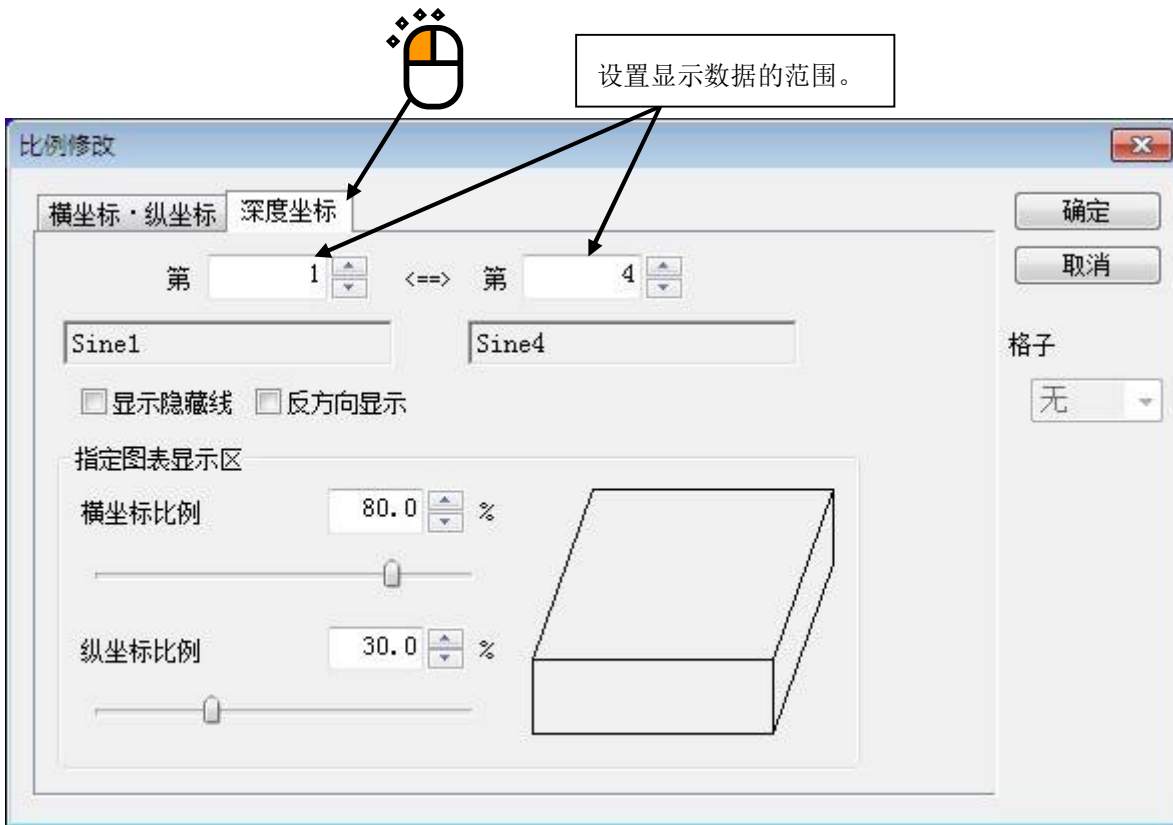 设置显示数据的范围。
比例修改
横坐标・纵坐标 深度坐标
确定
取消
第 1 <==> 第 4
Sine1 Sine4
格子
无
显示隐藏线 反方向显示
指定图表显示区
横坐标比例 80.0 %
纵坐标比例 30.0 %